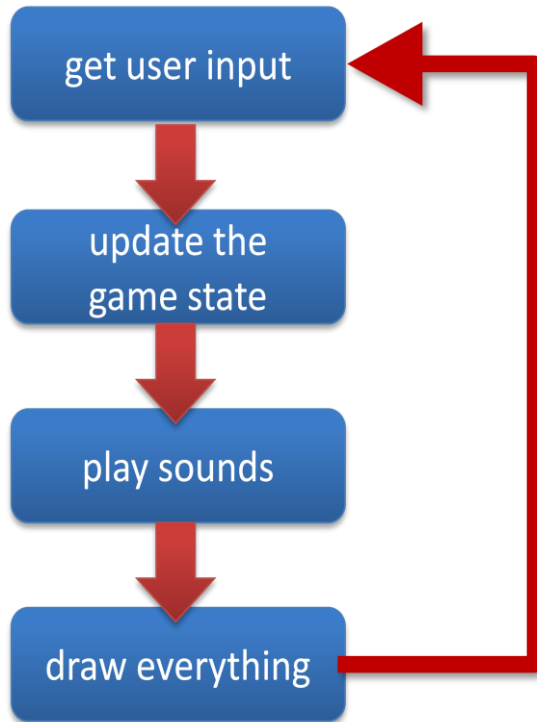 get user input
update the
game state
play sounds
draw everything